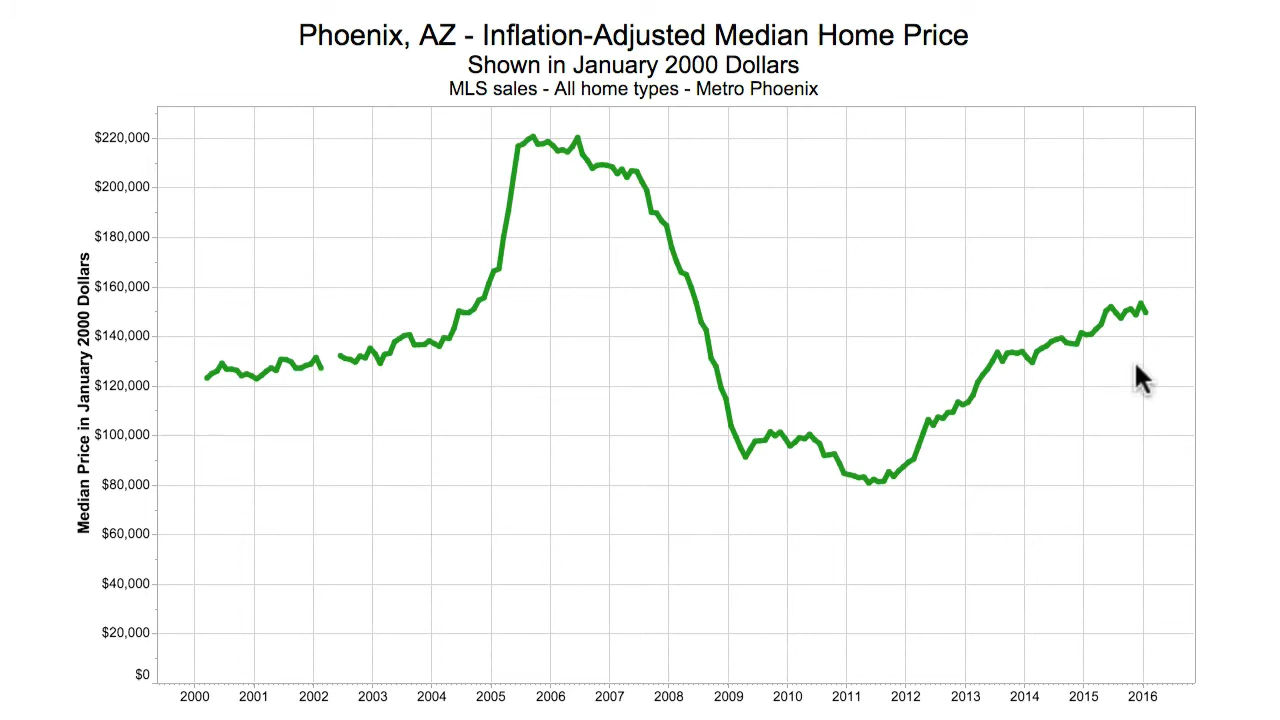 Phoenix, AZ - Inflation-Adjusted Median Home Price
Shown in January 2000 Dollars
MLS sales - All home types - Metro Phoenix
Median Price in January 2000 Dollars
$220,000
$200,000
$180,000
$160,000
$140,000
$120,000
$100,000
$80,000
$60,000
$40,000
$20,000
$0
2000 2001 2002 2003 2004 2005 2006 2007 2008 2009 2010 2011 2012 2013 2014 2015 2016